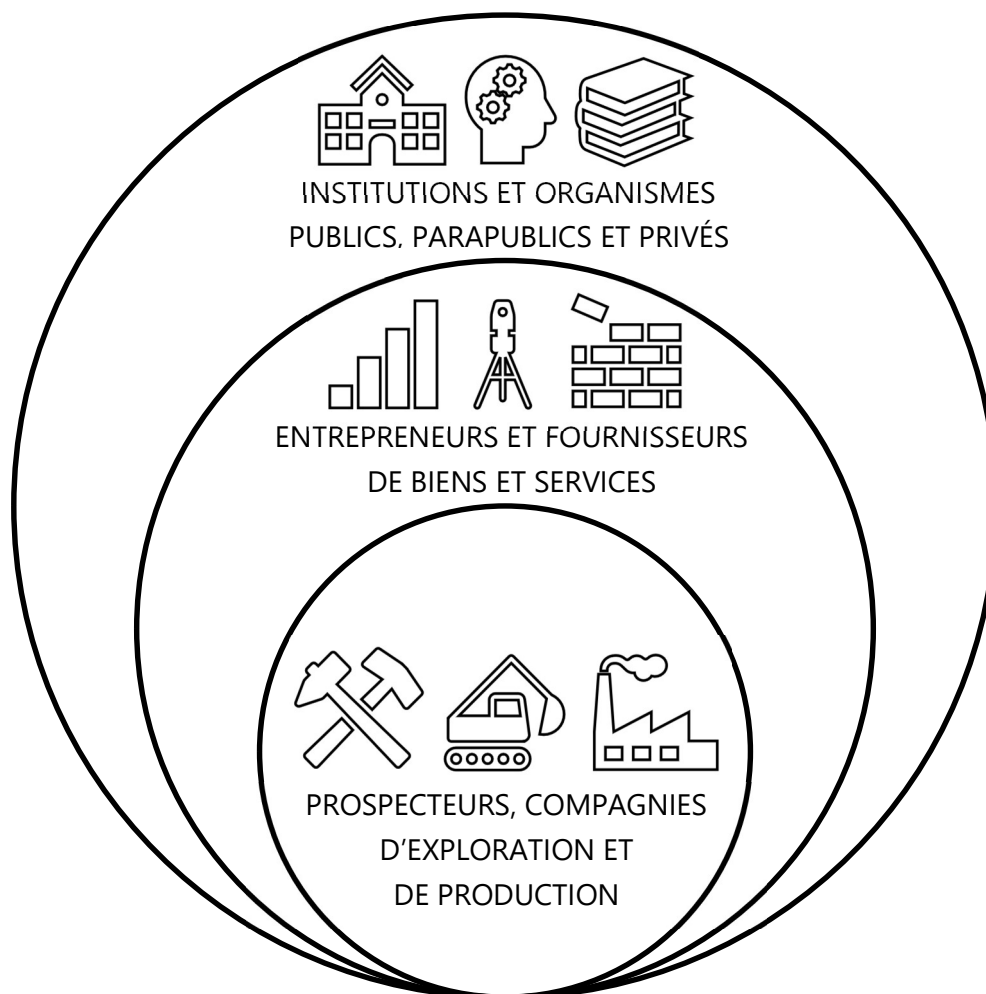 INSTITUTIONS ET ORGANISMES
PUBLICS, PARAPUBLICS ET PRIVÉS
ENTREPRENEURS ET FOURNISSEURS
DE BIENS ET SERVICES
PROSPECTEURS, COMPAGNIES
D’EXPLORATION ET
DE PRODUCTION